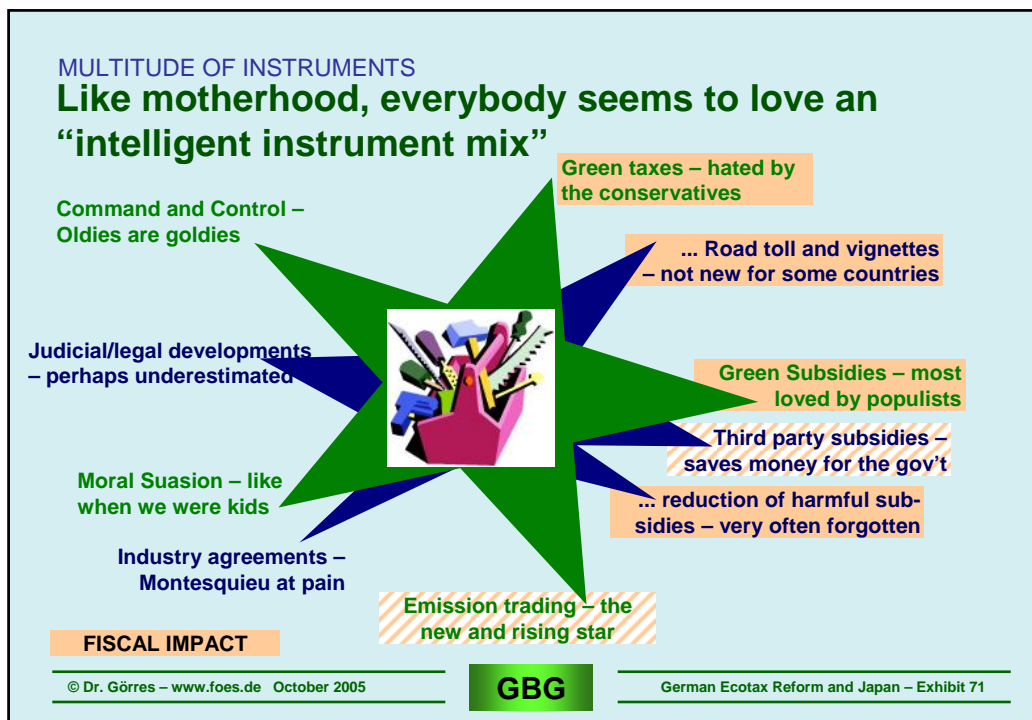 MULTITUDE OF INSTRUMENTS
Like motherhood, everybody seems to love an
“intelligent instrument mix”
Green taxes – hated by
the conservatives
Command and Control –
Oldies are goldies
... Road toll and vignettes
– not new for some countries
Judicial/legal developments
– perhaps underestimated
Green Subsidies – most
loved by populists
Third party subsidies –
saves money for the gov’t
Moral Suasion – like
when we were kids
... reduction of harmful sub-
sidies – very often forgotten
Industry agreements –
Montesquieu at pain
Emission trading – the
new and rising star
FISCAL IMPACT
© Dr. Görres – www.foes.de October 2005
GBG
German Ecotax Reform and Japan – Exhibit 71